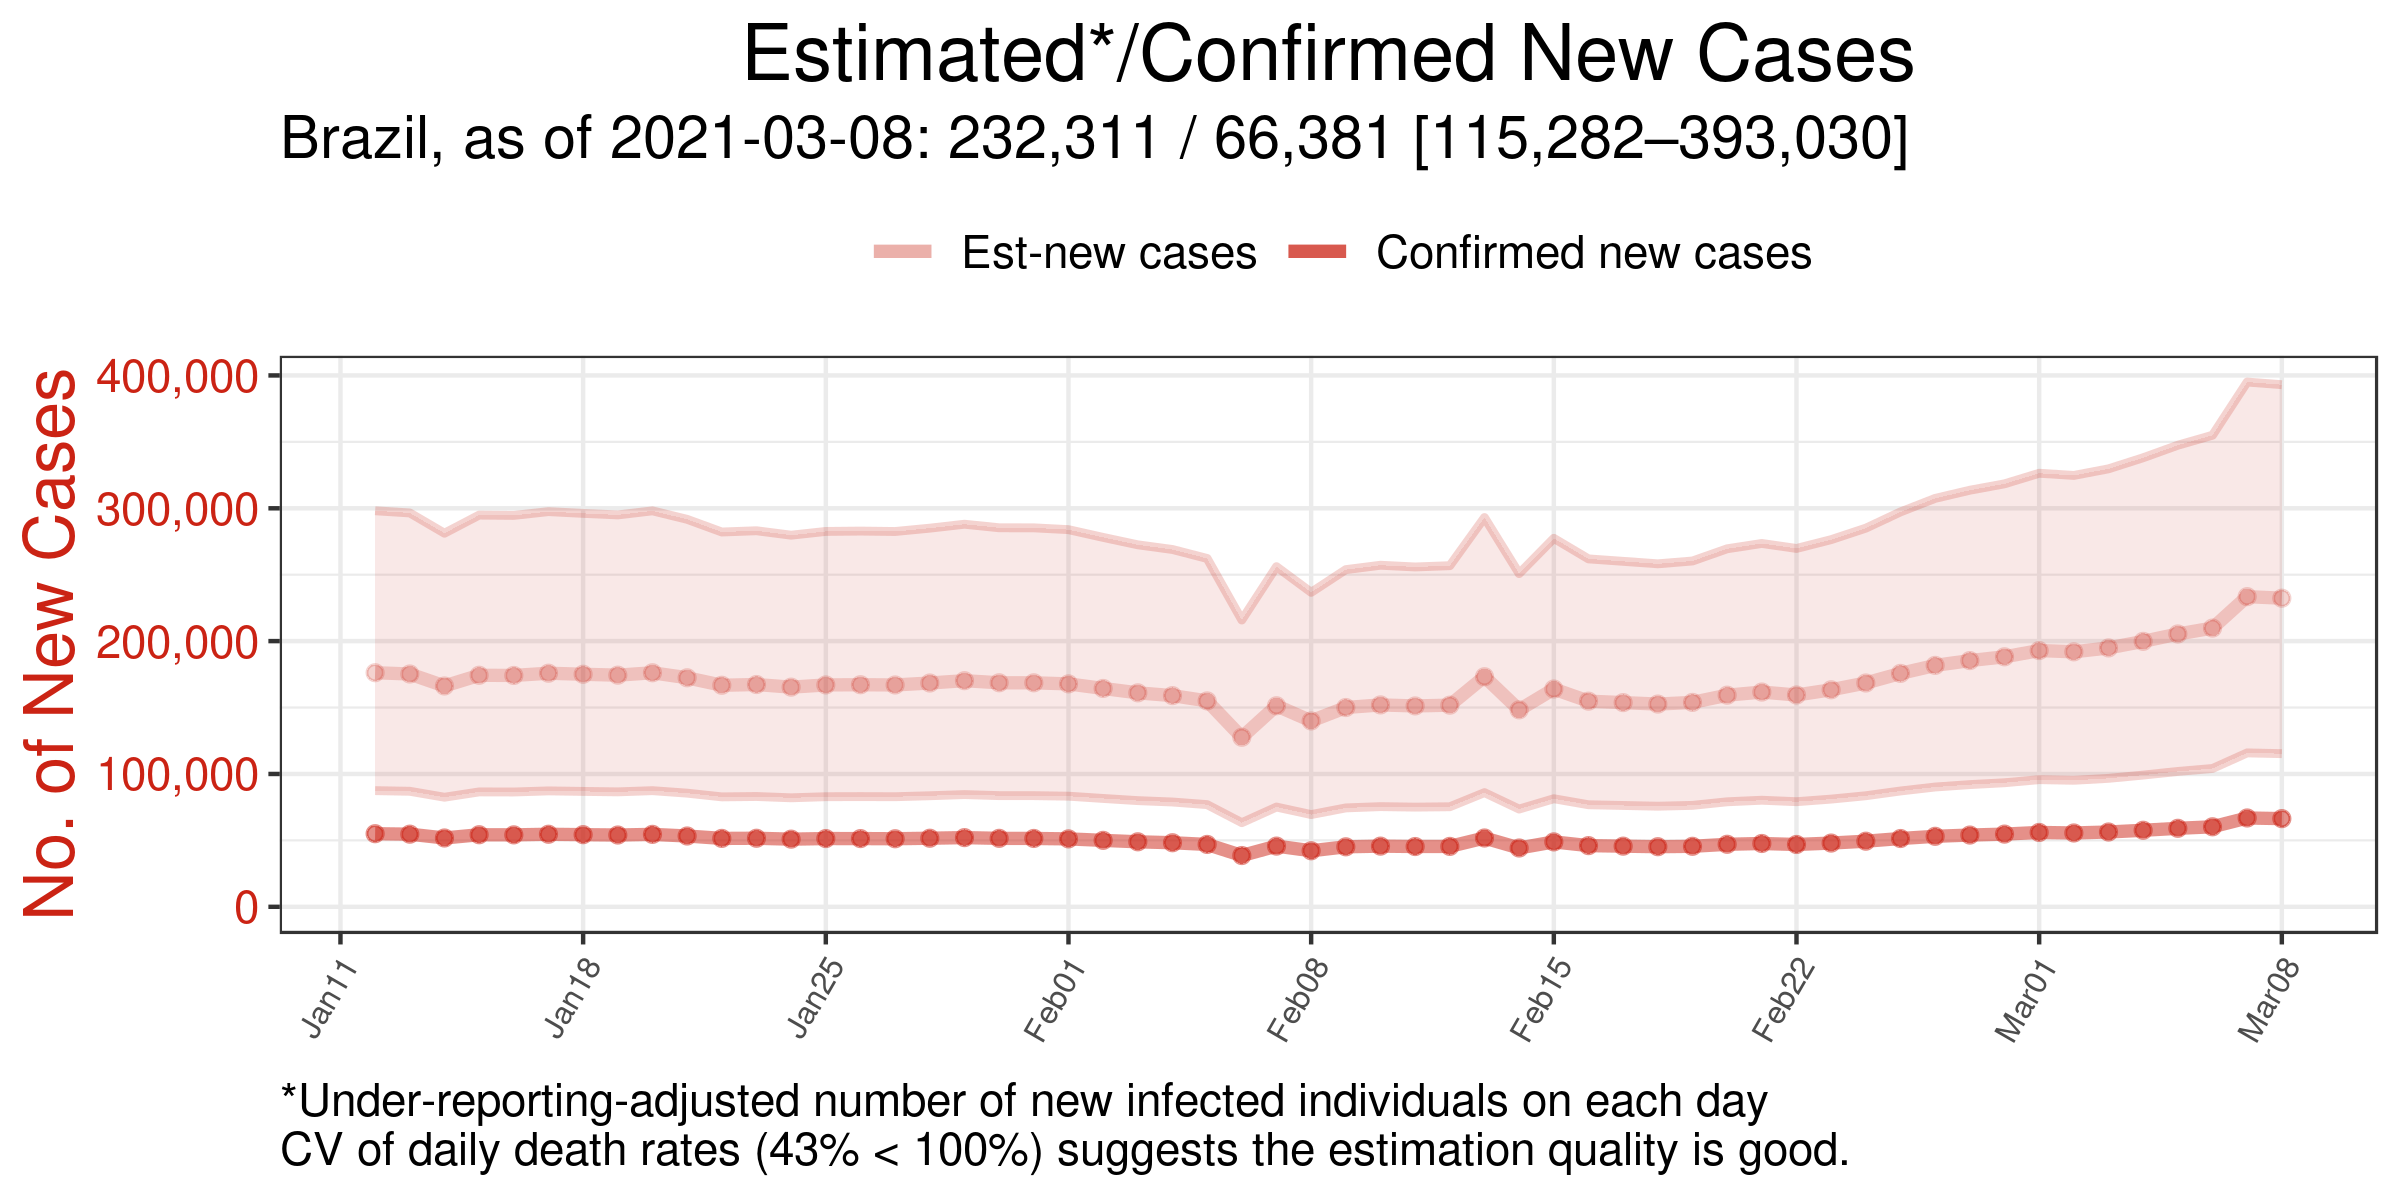 Estimated*/Confirmed New Cases
Brazil, as of 2021-03-08: 232,311 / 66,381 [115,282–393,030]
Est-new cases
Confirmed new cases
No. of New Cases
400,000
300,000
200,000
100,000
0
Jan11
Jan18
Jan25
Feb01
Feb08
Feb15
Feb22
Mar01
Mar08
*Under-reporting-adjusted number of new infected individuals on each day
CV of daily death rates (43% < 100%) suggests the estimation quality is good.